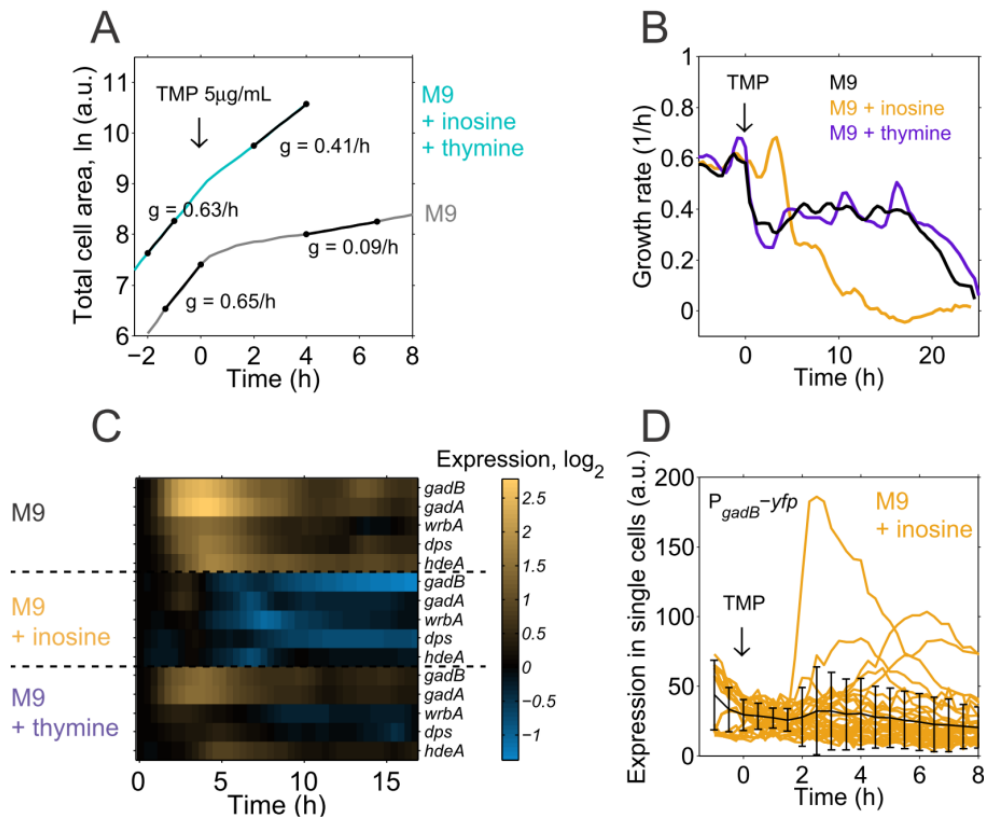 A
Total cell area, ln (a.u.)
11
10
9
8
7
6
TMP 5μg/mL
g = 0.41/h
g = 0.63/h
g = 0.09/h
g = 0.65/h
M9
+ inosine
+ thymine
M9
−2
0
2
4
6
8
Time (h)
B
Growth rate (1/h)
1
0.8
0.6
0.4
0.2
0
TMP
M9
M9 + inosine
M9 + thymine
0
10
20
Time (h)
C
Expression, log2
M9
gadB
gadA
wrbA
dps
hdeA
M9
+ inosine
gadB
gadA
wrbA
dps
hdeA
M9
+ thymine
gadB
gadA
wrbA
dps
hdeA
2.5
2
1.5
1
0.5
0
−0.5
−1
0
5
10
15
Time (h)
D
Expression in single cells (a.u.)
200
150
100
50
0
PgadB−yfp
M9
+ inosine
TMP
0
2
4
6
8
Time (h)